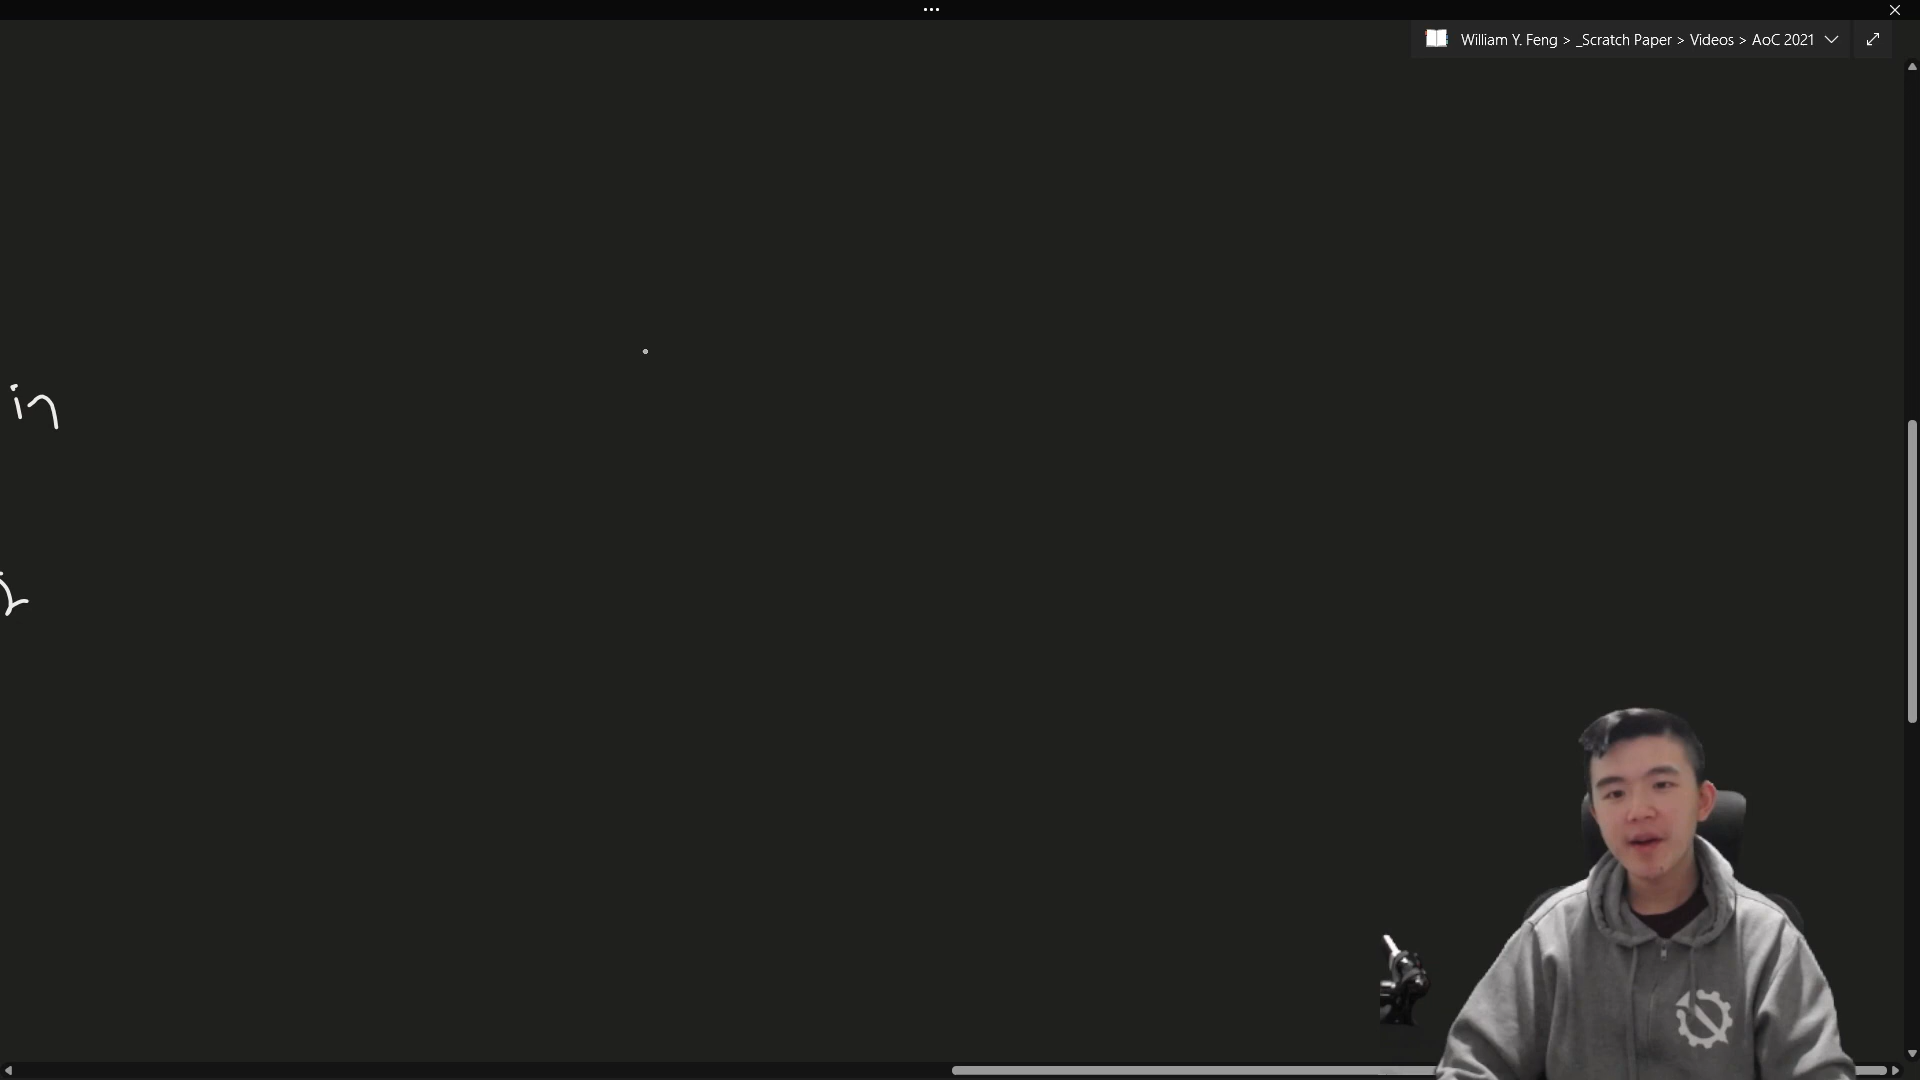 William Y. Feng > _Scratch Paper > Videos > AoC 2021
in